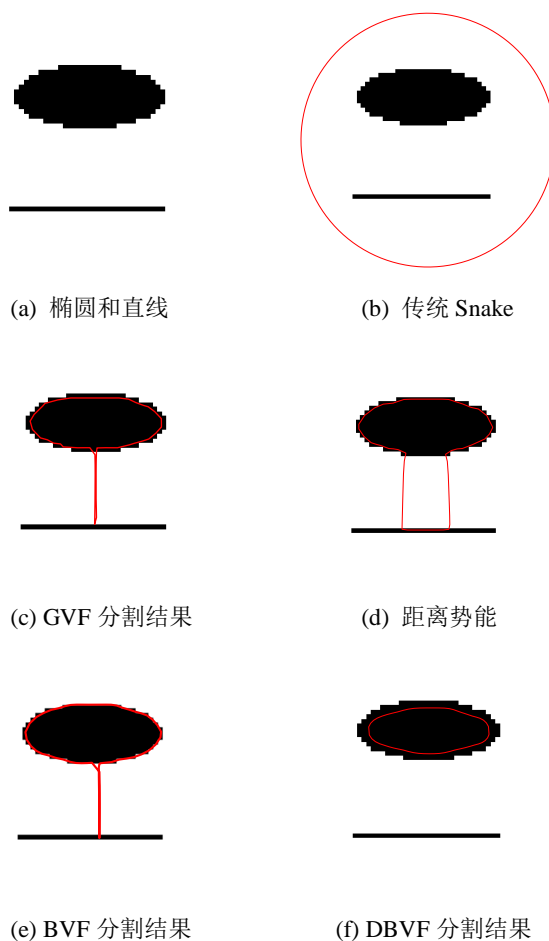 (a) 椭圆和直线
(b) 传统 Snake
(c) GVF 分割结果
(d) 距离势能
(e) BVF 分割结果
(f) DBVF 分割结果